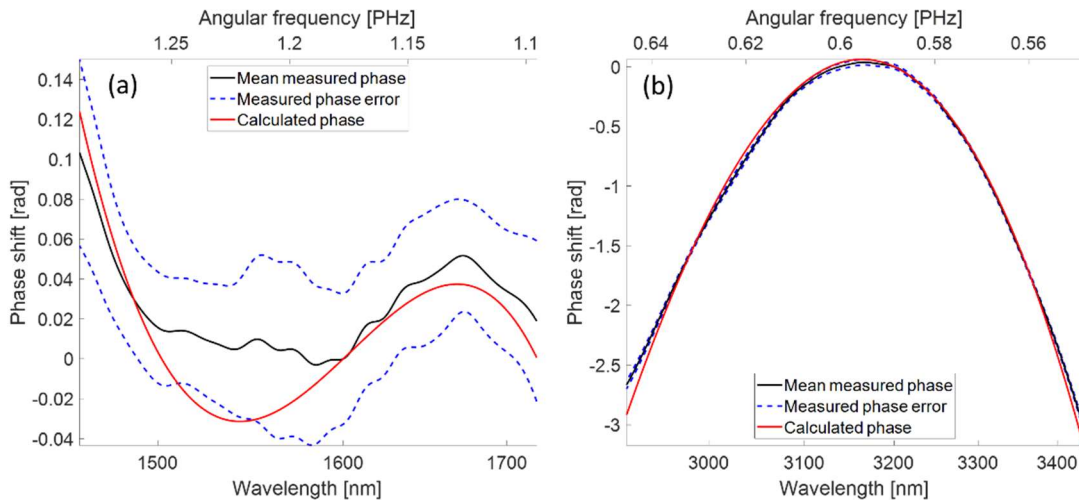 Angular frequency [PHz]
1.25 1.2 1.15 1.1
(a)
Mean measured phase
Measured phase error
Calculated phase
Phase shift [rad]
0.14
0.12
0.1
0.08
0.06
0.04
0.02
0
-0.02
-0.04
1500 1600 1700
Wavelength [nm]
Angular frequency [PHz]
0.64 0.62 0.6 0.58 0.56
(b)
Phase shift [rad]
0
-0.5
-1
-1.5
-2
-2.5
-3
Mean measured phase
Measured phase error
Calculated phase
3000 3100 3200 3300 3400
Wavelength [nm]